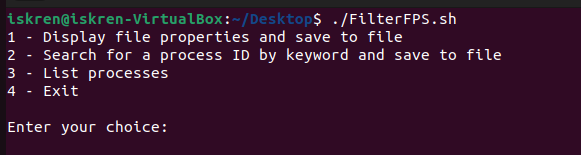 iskren@iskren-VirtualBox:~/Desktop$ ./FilterFPS.sh
1 - Display file properties and save to file
2 - Search for a process ID by keyword and save to file
3 - List processes
4 - Exit
Enter your choice: